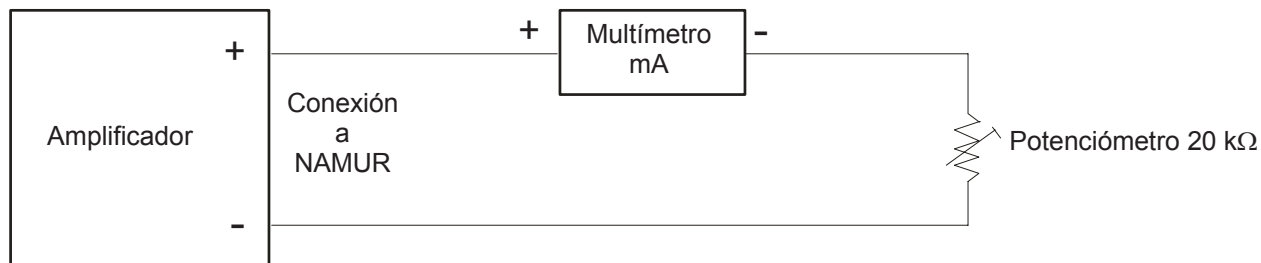 +
+
Multímetro
mA
-
Conexión
a
NAMUR
Amplificador
Potenciómetro 20 kΩ
-